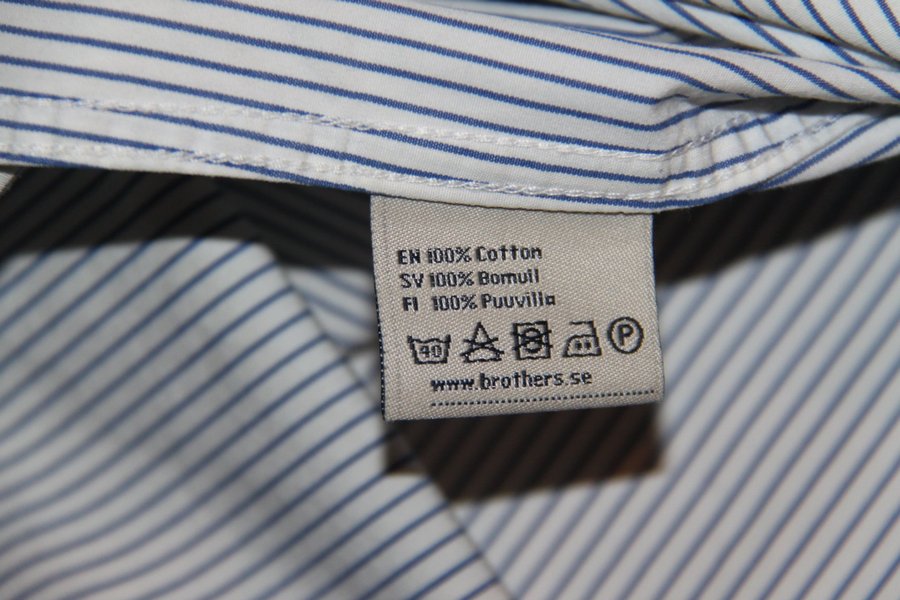 EN 100% Cotton
SV 100% Bomull
FI 100% Puuvilla
40 P
www.brothers.se